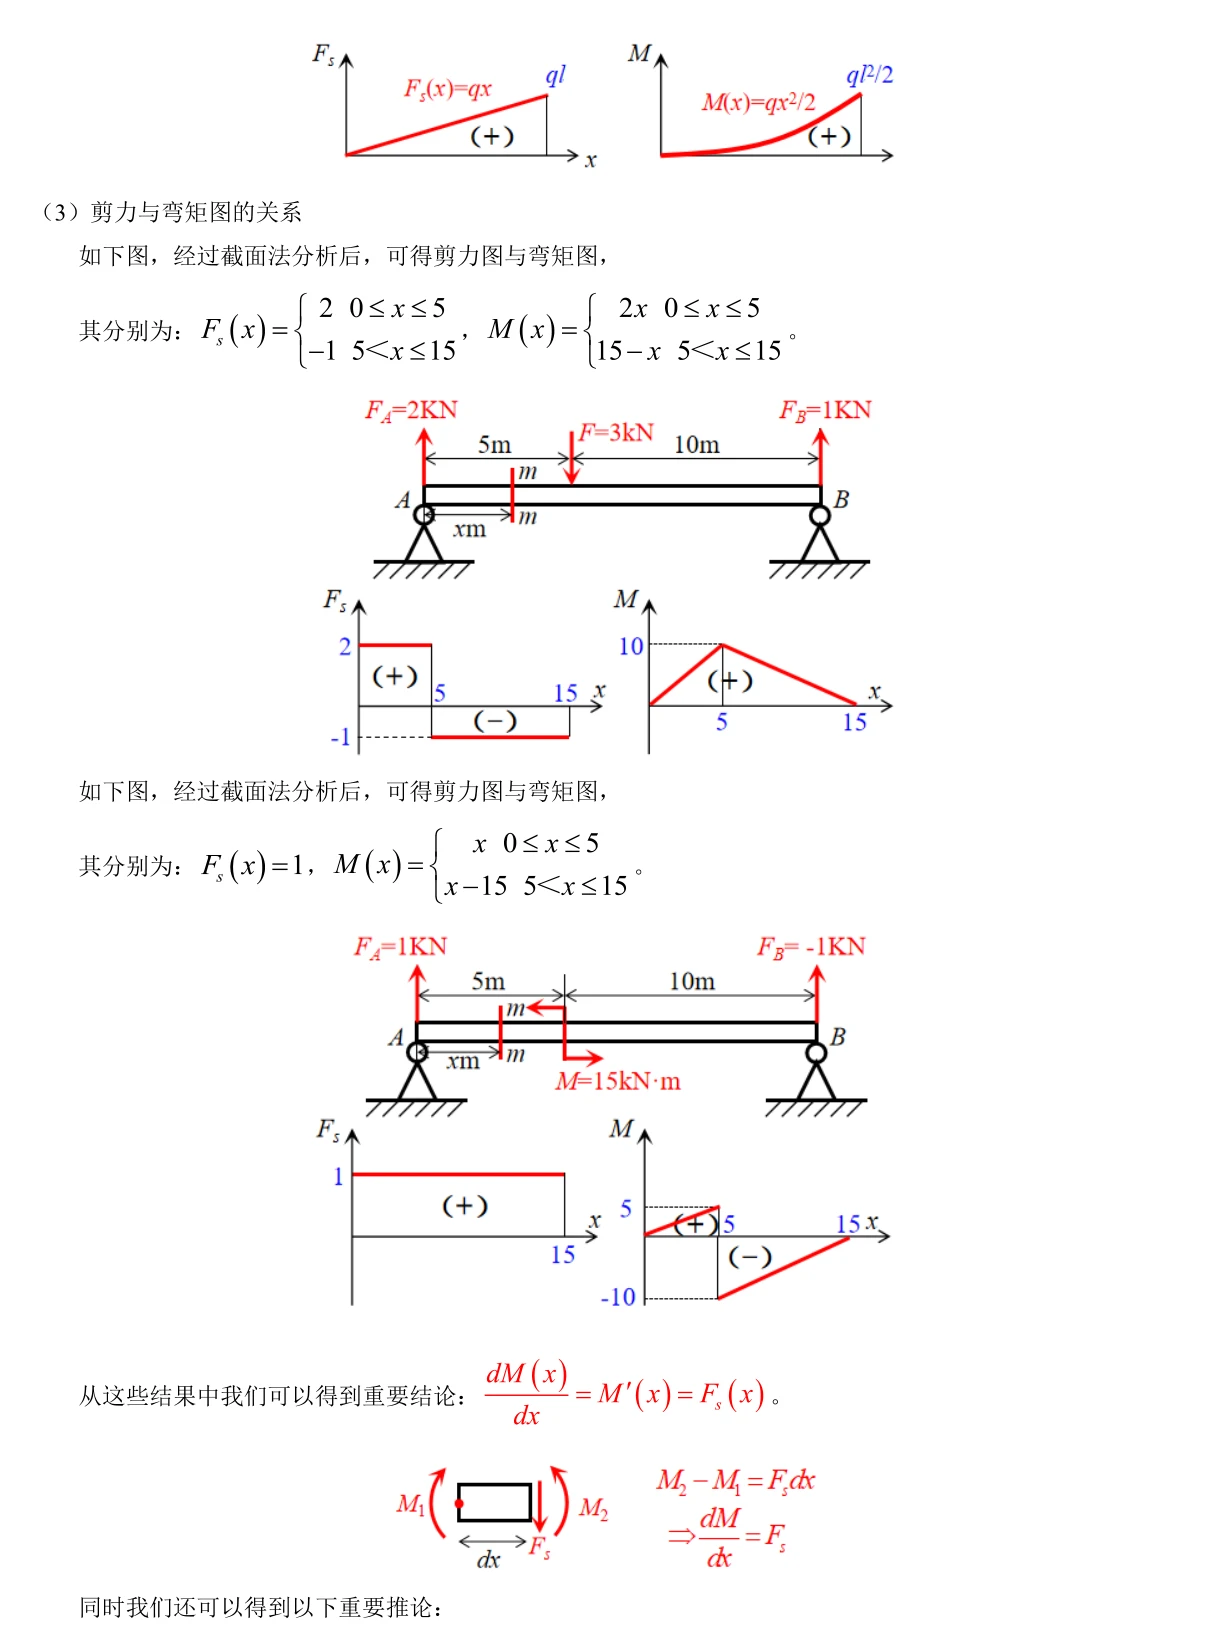 Fs M
ql ql²/2
Fs(x)=qx M(x)=qx²/2
(+) (+)
x
（3）剪力与弯矩图的关系
如下图，经过截面法分析后，可得剪力图与弯矩图，
其分别为：Fs(x)={2 0≤x≤5
−1 5＜x≤15，M(x)={2x 0≤x≤5
15−x 5＜x≤15。
FA=2KN FB=1KN
5m F=3kN 10m
m
A B
xm m
Fs M
2 10
(+) (+)
5 15 x x
(−) 5 15
-1
如下图，经过截面法分析后，可得剪力图与弯矩图，
其分别为：Fs(x)=1，M(x)={x 0≤x≤5
x−15 5＜x≤15。
FA=1KN FB= -1KN
5m 10m
m
A B
xm m
M=15kN·m
Fs M
1 5
(+) (+) 5 15 x
x (−)
15
-10
从这些结果中我们可以得到重要结论：dM(x)/dx=M′(x)=Fs(x)。
M1 M2 M2−M1=Fsdx
dx Fs ⇒dM/dx=Fs
同时我们还可以得到以下重要推论：